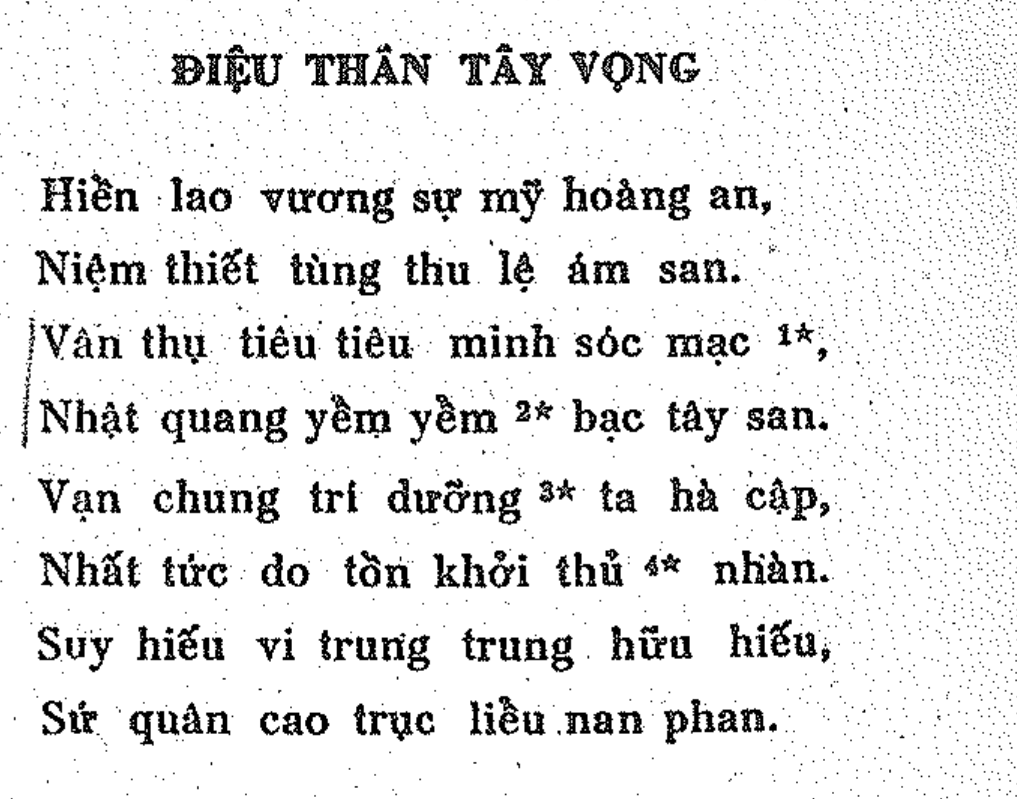 ĐIỆU THÂN TÂY VỌNG
Hiền lao vương sự mỹ hoàng an,
Niệm thiết tùng thu lệ ám san.
Vân thụ tiêu tiêu minh sóc mạc 1*,
Nhật quang yềm yềm 2* bạc tây san.
Vạn chung trí dưỡng 3* ta hà cập,
Nhất tức do tồn khởi thủ 4* nhàn.
Suy hiếu vi trung trung hữu hiếu,
Sứ quân cao trục liều nan phan.